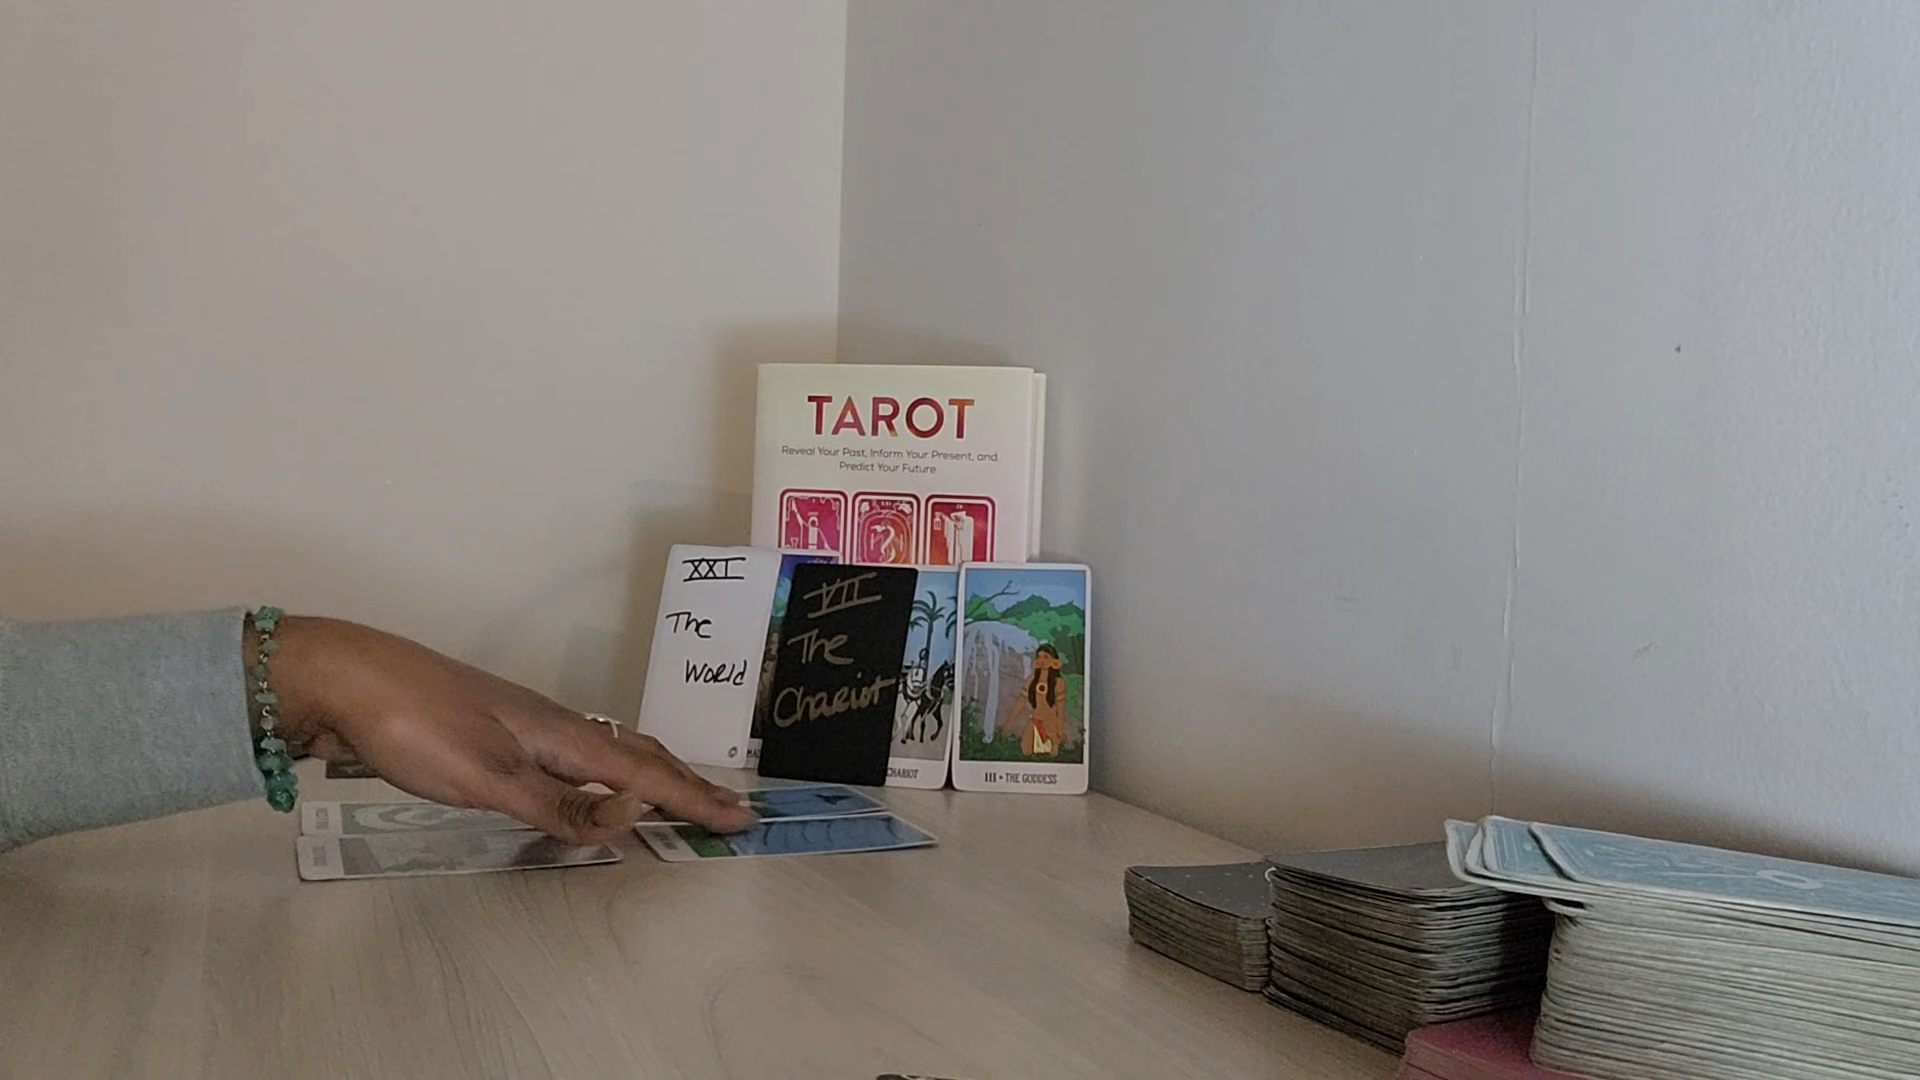 TAROT
Reveal Your Past, Inform Your Present, and
Predict Your Future
XXI
The
World
VII
The
Chariot
CHARIOT
III • THE GODDESS